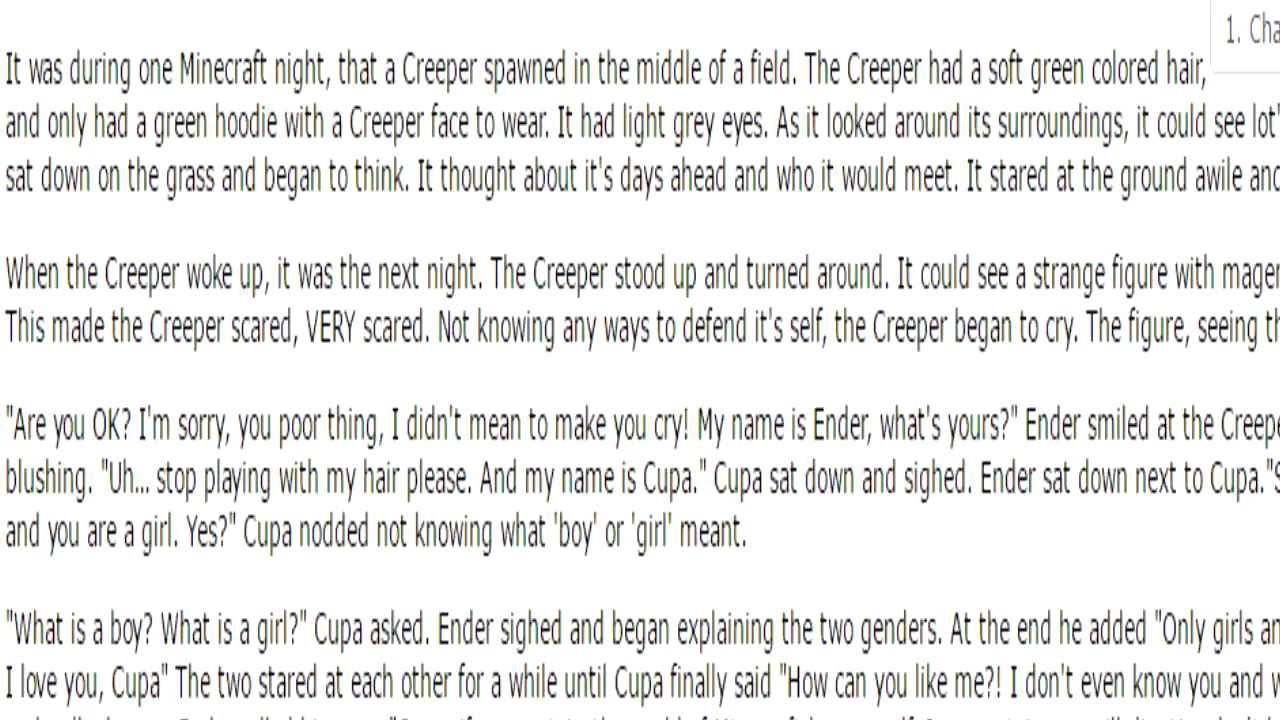 1. Cha
It was during one Minecraft night, that a Creeper spawned in the middle of a field. The Creeper had a soft green colored hair,
and only had a green hoodie with a Creeper face to wear. It had light grey eyes. As it looked around its surroundings, it could see lot'
sat down on the grass and began to think. It thought about it's days ahead and who it would meet. It stared at the ground awile and
When the Creeper woke up, it was the next night. The Creeper stood up and turned around. It could see a strange figure with mager
This made the Creeper scared, VERY scared. Not knowing any ways to defend it's self, the Creeper began to cry. The figure, seeing th
"Are you OK? I'm sorry, you poor thing, I didn't mean to make you cry! My name is Ender, what's yours?" Ender smiled at the Creepe
blushing. "Uh... stop playing with my hair please. And my name is Cupa." Cupa sat down and sighed. Ender sat down next to Cupa."S
and you are a girl. Yes?" Cupa nodded not knowing what 'boy' or 'girl' meant.
"What is a boy? What is a girl?" Cupa asked. Ender sighed and began explaining the two genders. At the end he added "Only girls an
I love you, Cupa" The two stared at each other for a while until Cupa finally said "How can you like me?! I don't even know you and w